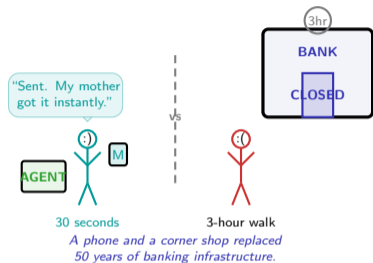 3hr
BANK
CLOSED
“Sent. My mother
got it instantly.”
vs
:)
:(
M
AGENT
30 seconds
3-hour walk
A phone and a corner shop replaced
50 years of banking infrastructure.